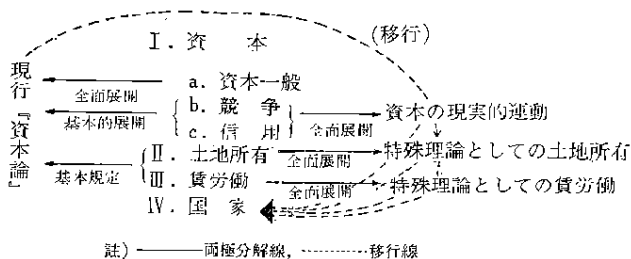 I．資　本
(移行)
現行『資本論』
a．資本一般
全面展開
b．競　争
基本的展開
資本の現実的運動
c．信　用
全面展開
II．土地所有
特殊理論としての土地所有
全面展開
基本規定
III．賃労働
特殊理論としての賃労働
全面展開
IV．国　家
註）────両極分解線，--------移行線